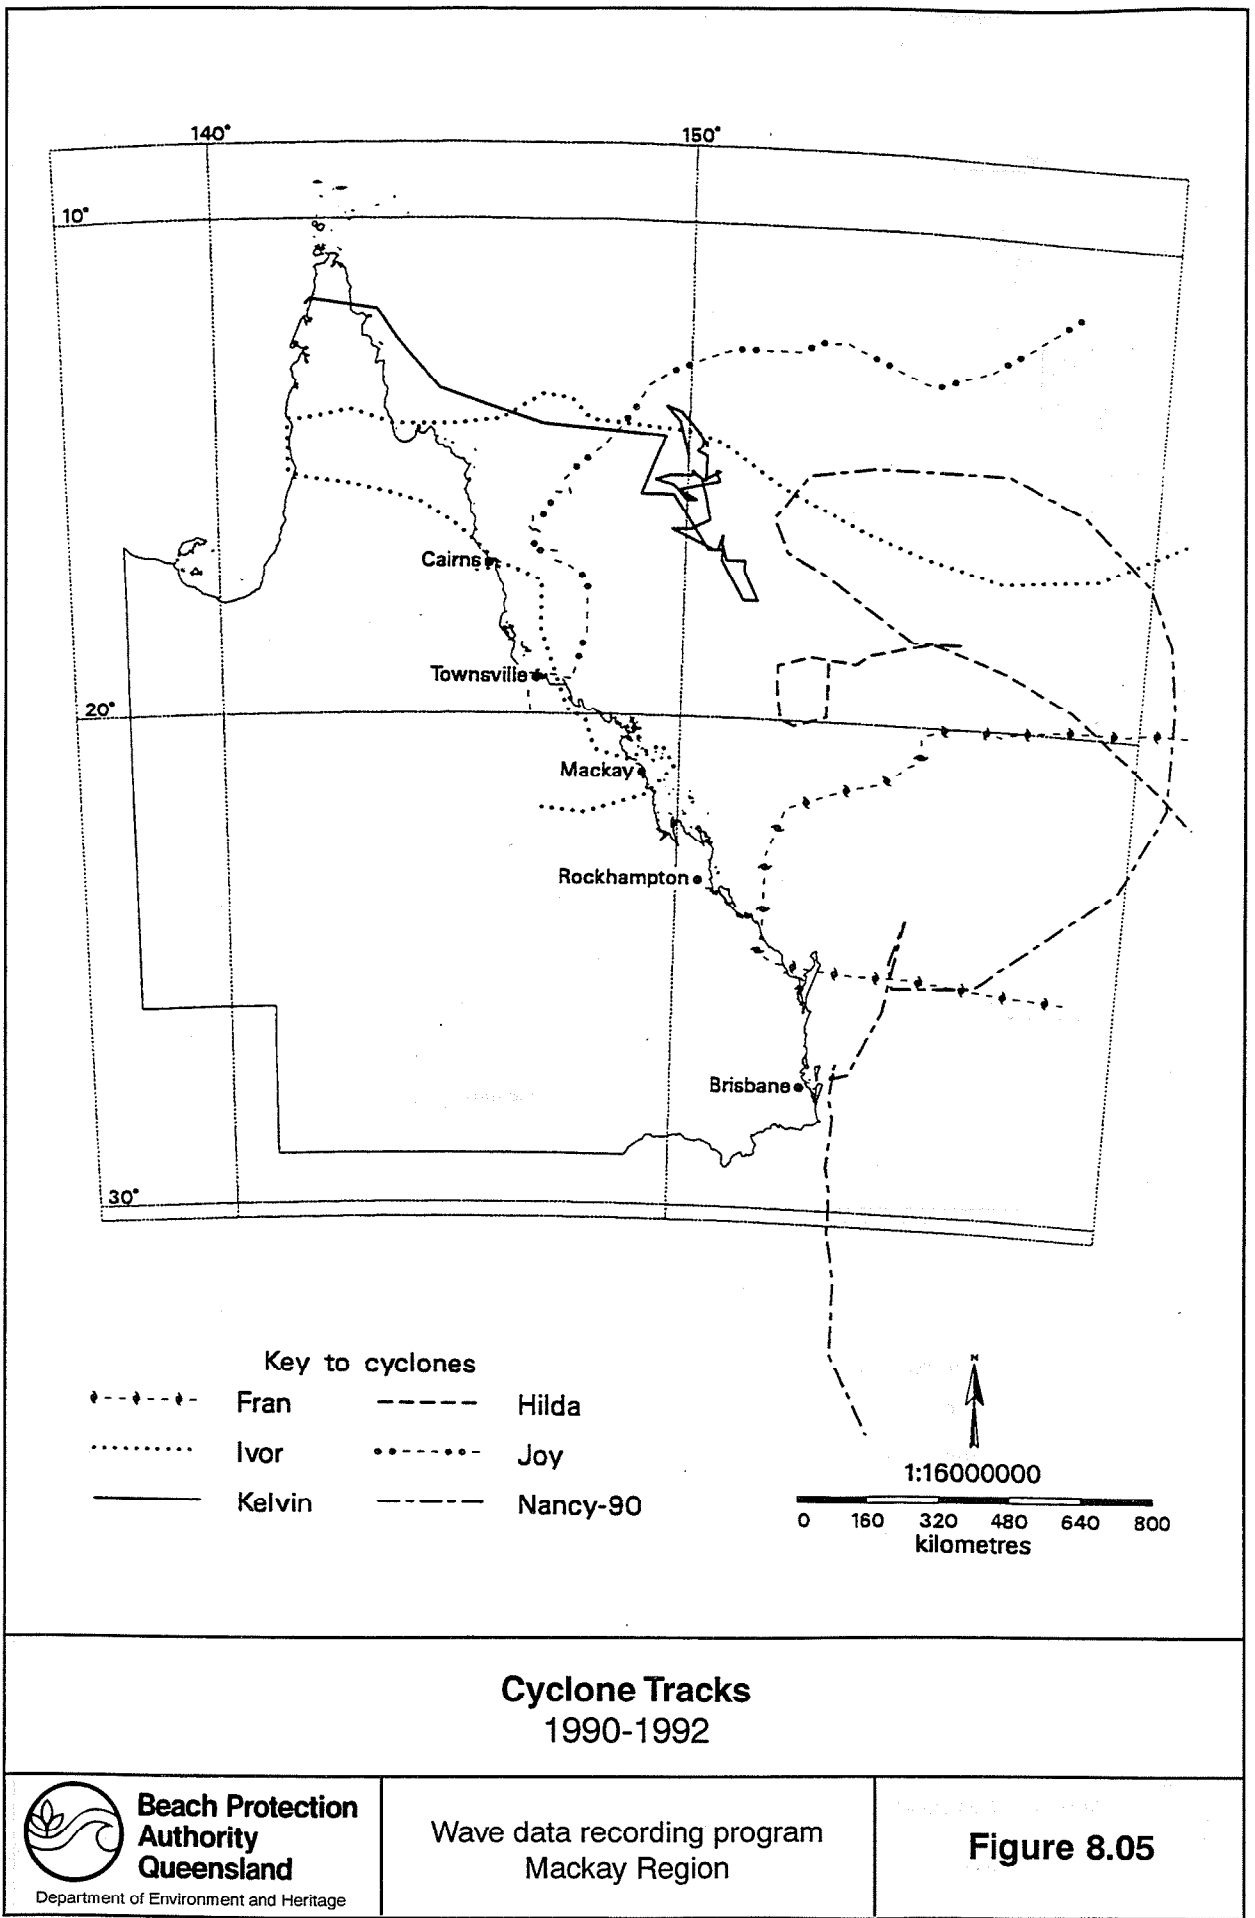 140°
150°
10°
Cairns
Townsville
20°
Mackay
Rockhampton
Brisbane
30°
Key to cyclones
Fran
Hilda
Ivor
Joy
Kelvin
Nancy-90
N
1:16000000
0 160 320 480 640 800
kilometres
Cyclone Tracks
1990-1992
Beach Protection
Authority
Queensland
Department of Environment and Heritage
Wave data recording program
Mackay Region
Figure 8.05